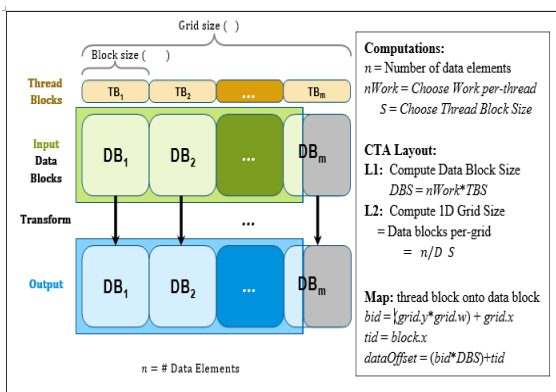 Grid size ( )
Block size ( )
Thread Blocks
TB1 TB2 ... TBm
Input Data Blocks
DB1 DB2 ... DBm
Transform
...
Output
DB1 DB2 ... DBm
n = # Data Elements
Computations:
n = Number of data elements
nWork = Choose Work per-thread
S = Choose Thread Block Size
CTA Layout:
L1: Compute Data Block Size
DBS = nWork*TBS
L2: Compute 1D Grid Size
= Data blocks per-grid
= n/D S
Map: thread block onto data block
bid = (grid.y*grid.w) + grid.x
tid = block.x
dataOffset = (bid*DBS)+tid